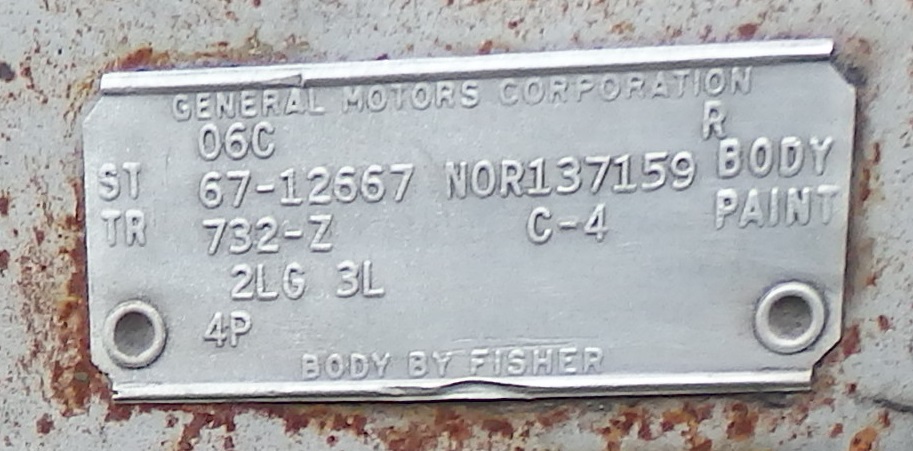 GENERAL MOTORS CORPORATION
06C R
ST 67-12667 NOR137159 BODY
TR 732-Z C-4 PAINT
2LG 3L
4P
BODY BY FISHER